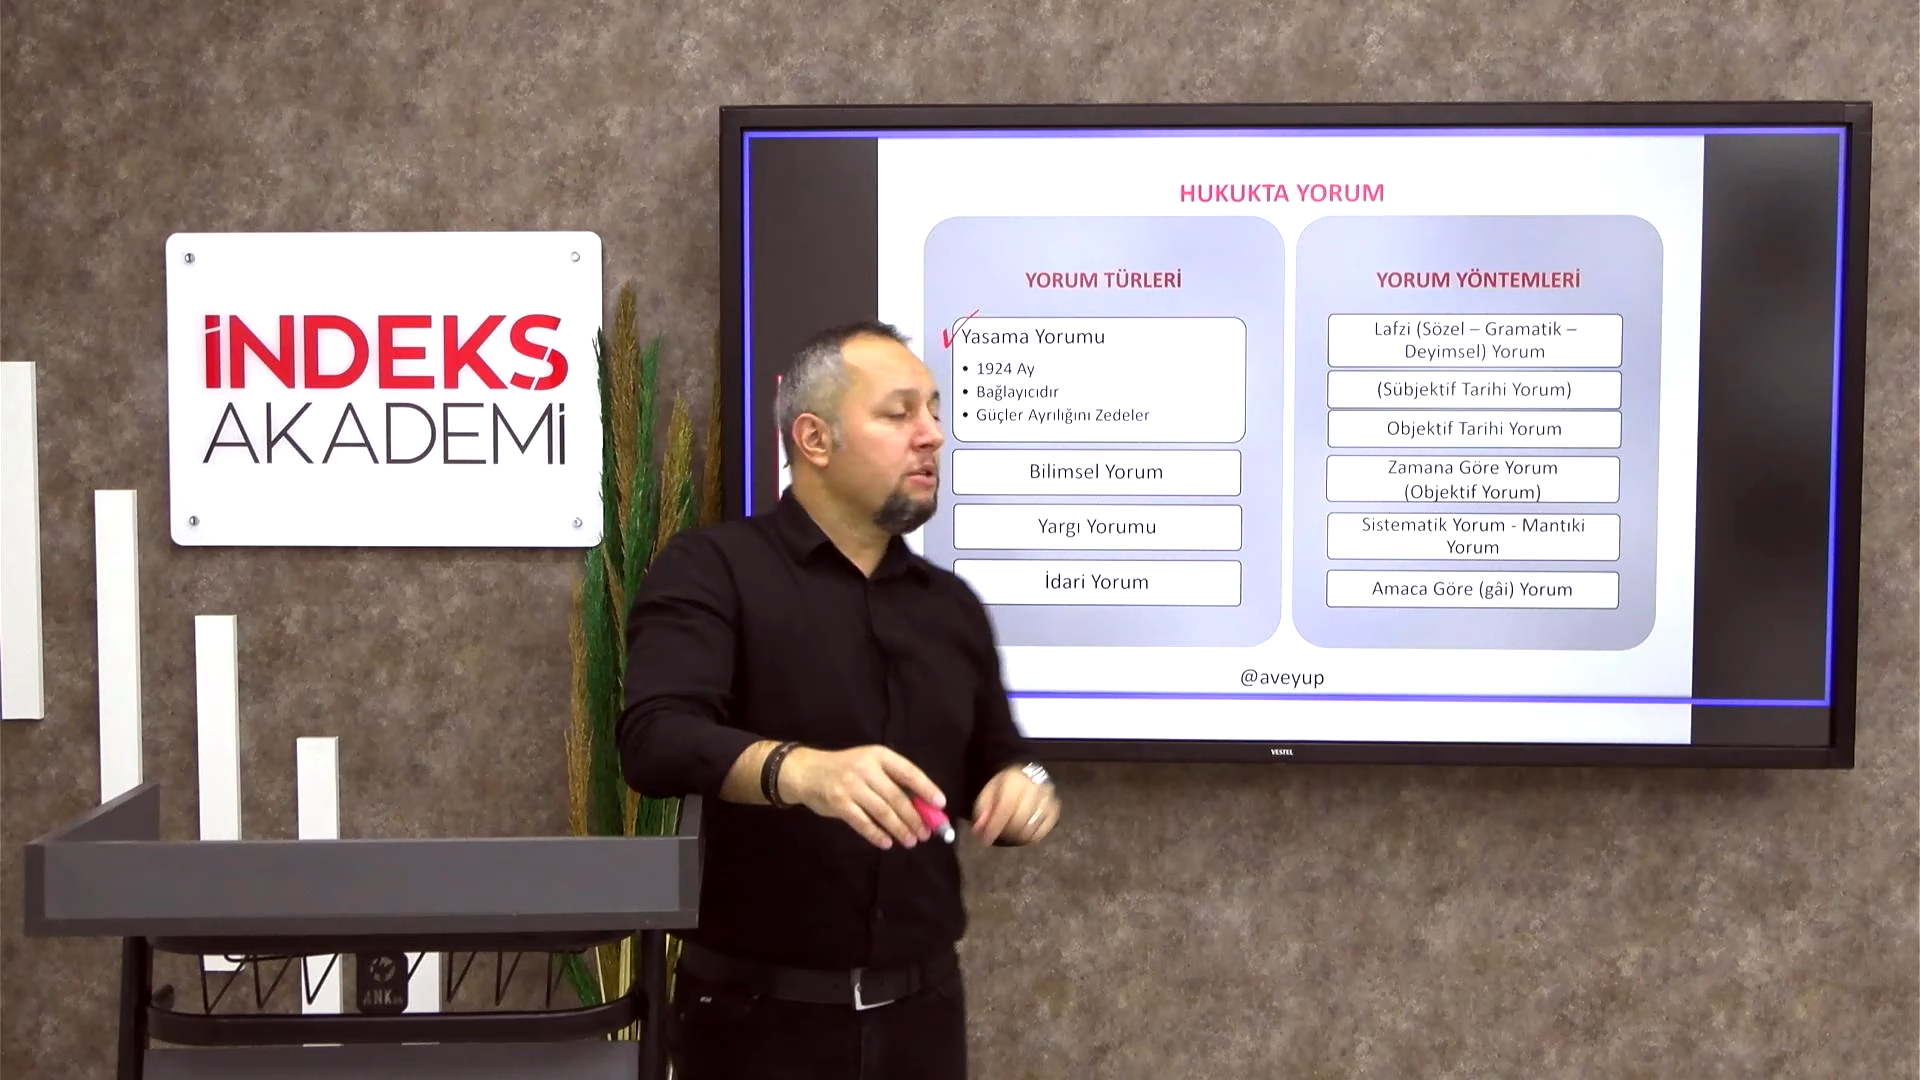 İNDEKS
AKADEMİ
HUKUKTA YORUM
YORUM TÜRLERİ
Yasama Yorumu
• 1924 Ay
• Bağlayıcıdır
• Güçler Ayrılığını Zedeler
Bilimsel Yorum
Yargı Yorumu
İdari Yorum
YORUM YÖNTEMLERİ
Lafzi (Sözel – Gramatik –
Deyimsel) Yorum
(Sübjektif Tarihi Yorum)
Objektif Tarihi Yorum
Zamana Göre Yorum
(Objektif Yorum)
Sistematik Yorum - Mantıki
Yorum
Amaca Göre (gâi) Yorum
@aveyup
VESTEL